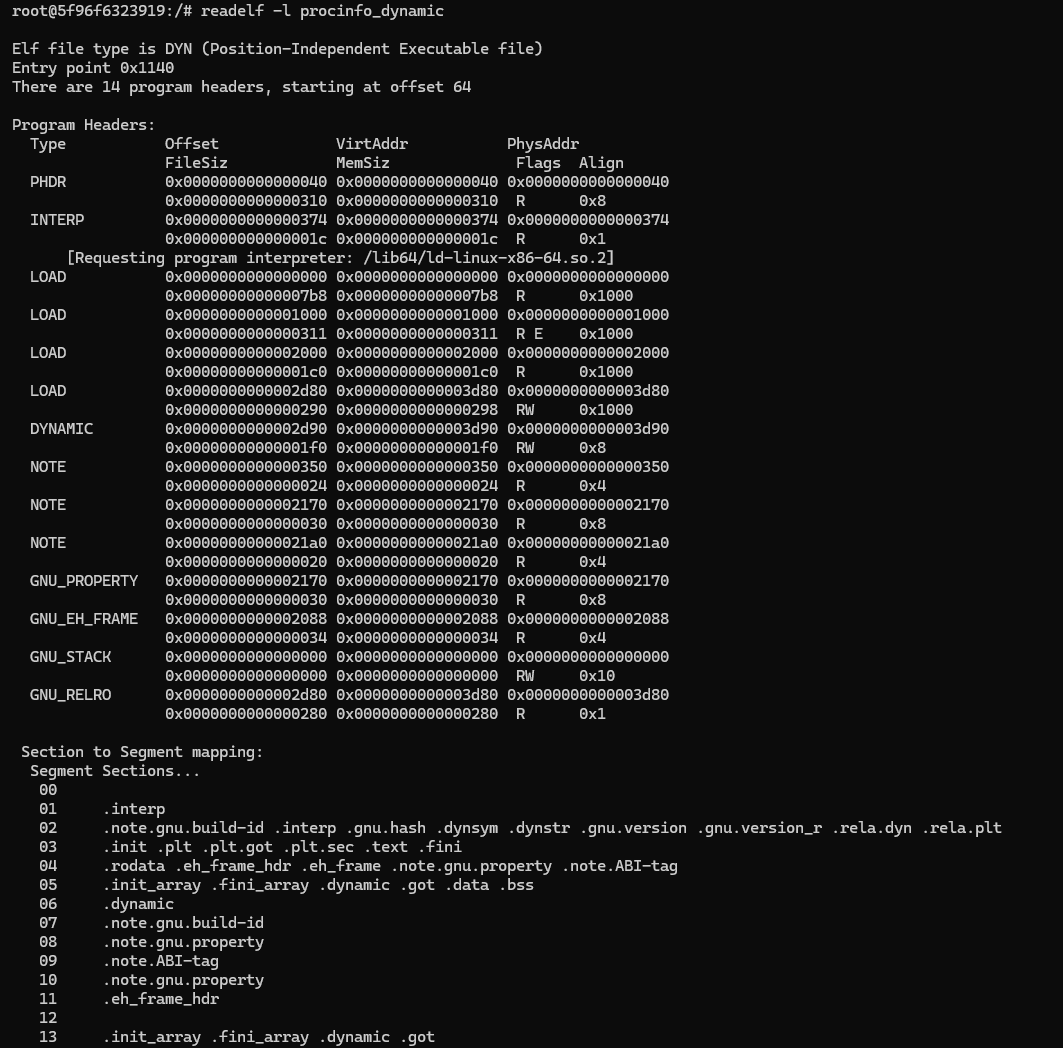 root@5f96f6323919:/# readelf -l procinfo_dynamic

Elf file type is DYN (Position-Independent Executable file)
Entry point 0x1140
There are 14 program headers, starting at offset 64

Program Headers:
  Type           Offset             VirtAddr           PhysAddr
                 FileSiz            MemSiz              Flags  Align
  PHDR           0x0000000000000040 0x0000000000000040 0x0000000000000040
                 0x0000000000000310 0x0000000000000310  R      0x8
  INTERP         0x0000000000000374 0x0000000000000374 0x0000000000000374
                 0x000000000000001c 0x000000000000001c  R      0x1
      [Requesting program interpreter: /lib64/ld-linux-x86-64.so.2]
  LOAD           0x0000000000000000 0x0000000000000000 0x0000000000000000
                 0x00000000000007b8 0x00000000000007b8  R      0x1000
  LOAD           0x0000000000001000 0x0000000000001000 0x0000000000001000
                 0x0000000000000311 0x0000000000000311  R E    0x1000
  LOAD           0x0000000000002000 0x0000000000002000 0x0000000000002000
                 0x00000000000001c0 0x00000000000001c0  R      0x1000
  LOAD           0x0000000000002d80 0x0000000000003d80 0x0000000000003d80
                 0x0000000000000290 0x0000000000000298  RW     0x1000
  DYNAMIC        0x0000000000002d90 0x0000000000003d90 0x0000000000003d90
                 0x00000000000001f0 0x00000000000001f0  RW     0x8
  NOTE           0x0000000000000350 0x0000000000000350 0x0000000000000350
                 0x0000000000000024 0x0000000000000024  R      0x4
  NOTE           0x0000000000002170 0x0000000000002170 0x0000000000002170
                 0x0000000000000030 0x0000000000000030  R      0x8
  NOTE           0x00000000000021a0 0x00000000000021a0 0x00000000000021a0
                 0x0000000000000020 0x0000000000000020  R      0x4
  GNU_PROPERTY   0x0000000000002170 0x0000000000002170 0x0000000000002170
                 0x0000000000000030 0x0000000000000030  R      0x8
  GNU_EH_FRAME   0x0000000000002088 0x0000000000002088 0x0000000000002088
                 0x0000000000000034 0x0000000000000034  R      0x4
  GNU_STACK      0x0000000000000000 0x0000000000000000 0x0000000000000000
                 0x0000000000000000 0x0000000000000000  RW     0x10
  GNU_RELRO      0x0000000000002d80 0x0000000000003d80 0x0000000000003d80
                 0x0000000000000280 0x0000000000000280  R      0x1

 Section to Segment mapping:
  Segment Sections...
   00
   01     .interp
   02     .note.gnu.build-id .interp .gnu.hash .dynsym .dynstr .gnu.version .gnu.version_r .rela.dyn .rela.plt
   03     .init .plt .plt.got .plt.sec .text .fini
   04     .rodata .eh_frame_hdr .eh_frame .note.gnu.property .note.ABI-tag
   05     .init_array .fini_array .dynamic .got .data .bss
   06     .dynamic
   07     .note.gnu.build-id
   08     .note.gnu.property
   09     .note.ABI-tag
   10     .note.gnu.property
   11     .eh_frame_hdr
   12
   13     .init_array .fini_array .dynamic .got